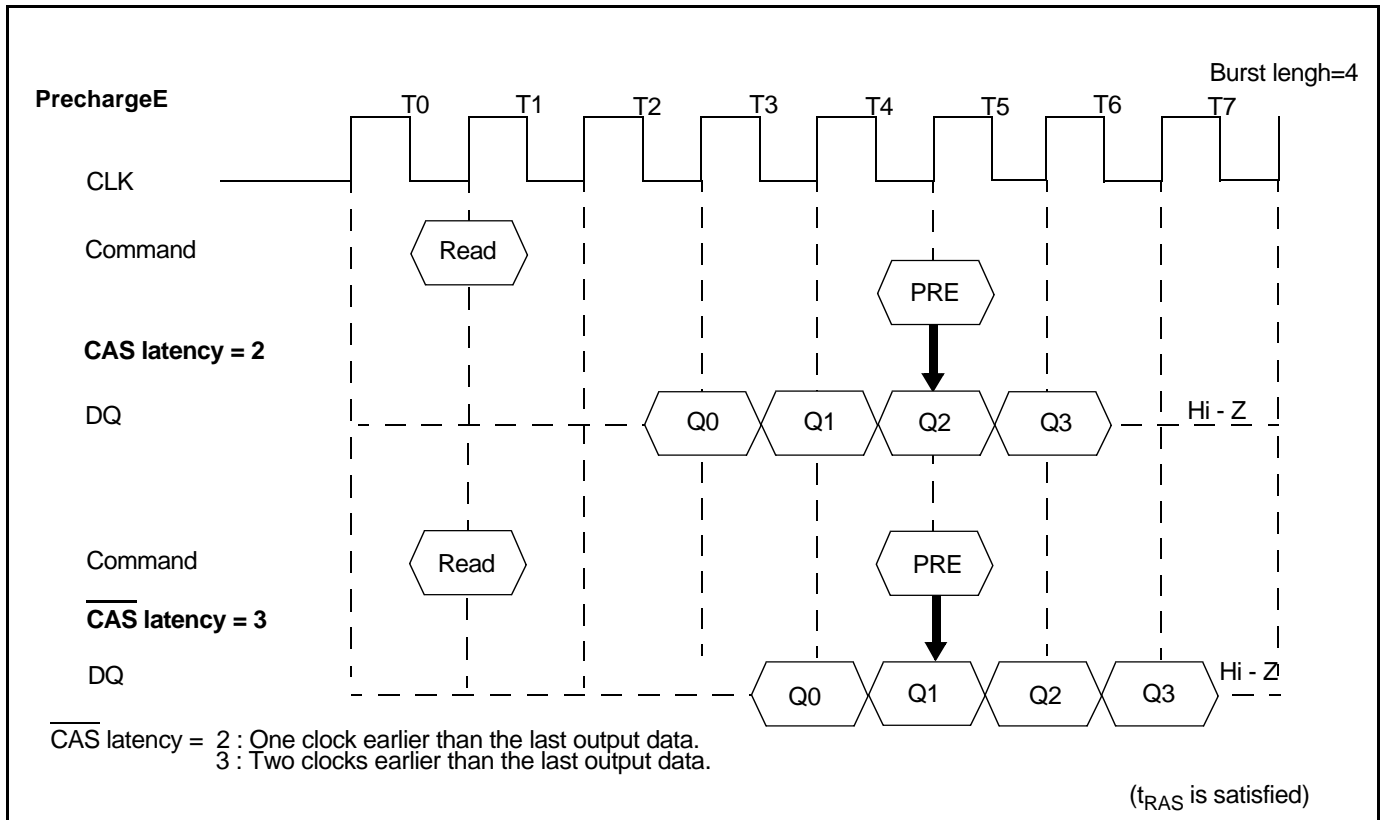 Burst lengh=4
PrechargeE
T0 T1 T2 T3 T4 T5 T6 T7
CLK
Command Read
PRE
CAS latency = 2
DQ Q0 Q1 Q2 Q3 Hi - Z
Command Read PRE
CAS latency = 3
DQ Q0 Q1 Q2 Q3 Hi - Z
CAS latency = 2 : One clock earlier than the last output data.
3 : Two clocks earlier than the last output data.
(tRAS is satisfied)